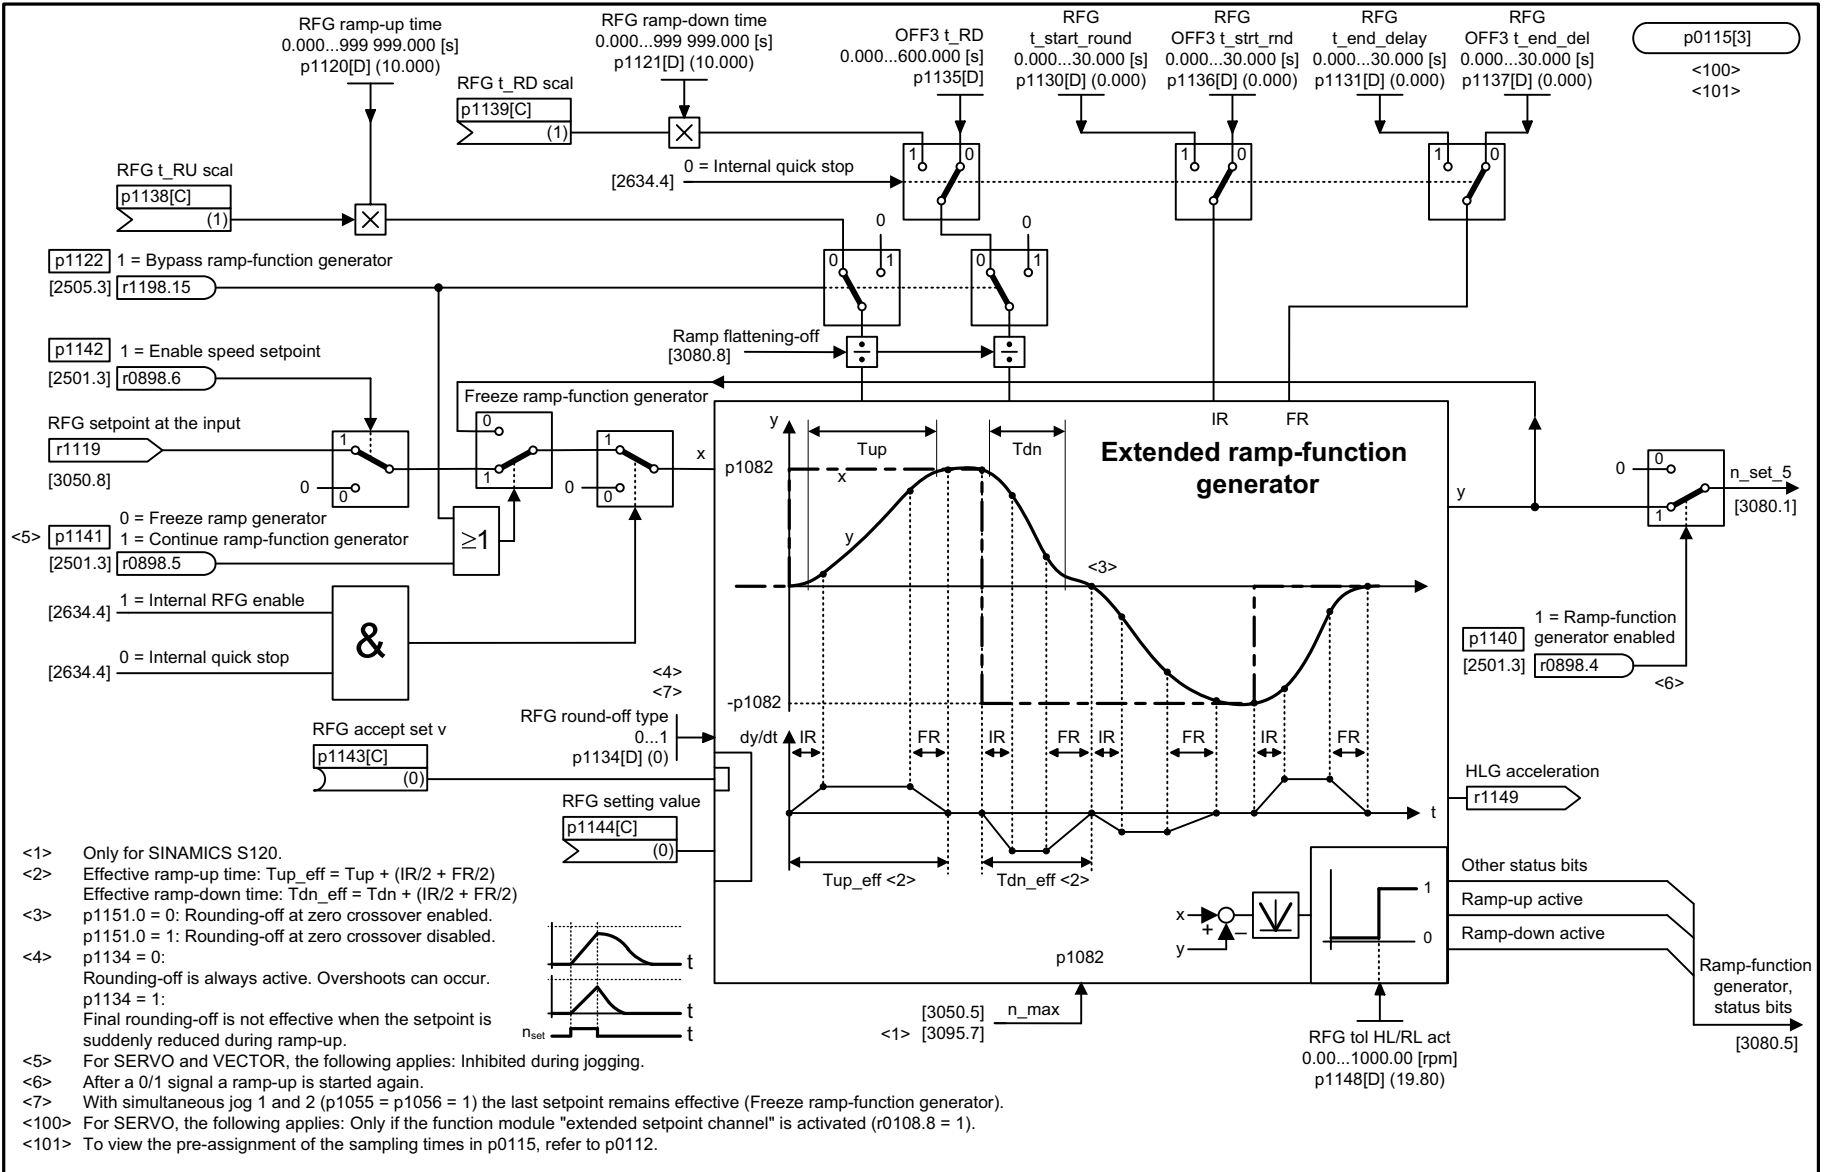 RFG ramp-up time
0.000...999 999.000 [s]
p1120[D] (10.000)
RFG ramp-down time
0.000...999 999.000 [s]
p1121[D] (10.000)
OFF3 t_RD
0.000...600.000 [s]
p1135[D]
RFG
t_start_round
0.000...30.000 [s]
p1130[D] (0.000)
RFG
OFF3 t_strt_rnd
0.000...30.000 [s]
p1136[D] (0.000)
RFG
t_end_delay
0.000...30.000 [s]
p1131[D] (0.000)
RFG
OFF3 t_end_del
0.000...30.000 [s]
p1137[D] (0.000)
p0115[3]
<100>
<101>
RFG t_RD scal
p1139[C]
(1)
1 0
1 0
1 0
0 = Internal quick stop
[2634.4]
RFG t_RU scal
p1138[C]
(1)
0
0
0 1
0 1
p1122 1 = Bypass ramp-function generator
[2505.3] r1198.15
Ramp flattening-off
[3080.8]
÷ ÷
p1142 1 = Enable speed setpoint
[2501.3] r0898.6
Freeze ramp-function generator
RFG setpoint at the input
r1119
[3050.8]
1
0
0
0
1
1
0
0
x
<5> p1141 0 = Freeze ramp generator
1 = Continue ramp-function generator
[2501.3] r0898.5
≥1
[2634.4] 1 = Internal RFG enable
&
[2634.4] 0 = Internal quick stop
IR FR
Extended ramp-function
generator
y
Tup
Tdn
p1082
x
y
<3>
-p1082
y
0
0
1
n_set_5
[3080.1]
1 = Ramp-function
generator enabled
p1140
[2501.3] r0898.4
<6>
<4>
<7>
RFG round-off type
0...1
p1134[D] (0)
RFG accept set v
p1143[C]
(0)
RFG setting value
p1144[C]
(0)
dy/dt IR FR IR FR IR FR IR FR
t
Tup_eff <2> Tdn_eff <2>
HLG acceleration
r1149
x
+
−
y
1
0
p1082
Other status bits
Ramp-up active
Ramp-down active
Ramp-function
generator,
status bits
[3080.5]
[3050.5] n_max
<1> [3095.7]
RFG tol HL/RL act
0.00...1000.00 [rpm]
p1148[D] (19.80)
<1> Only for SINAMICS S120.
<2> Effective ramp-up time: Tup_eff = Tup + (IR/2 + FR/2)
Effective ramp-down time: Tdn_eff = Tdn + (IR/2 + FR/2)
<3> p1151.0 = 0: Rounding-off at zero crossover enabled.
p1151.0 = 1: Rounding-off at zero crossover disabled.
<4> p1134 = 0:
Rounding-off is always active. Overshoots can occur.
p1134 = 1:
Final rounding-off is not effective when the setpoint is
suddenly reduced during ramp-up.
t
t
nset t
<5> For SERVO and VECTOR, the following applies: Inhibited during jogging.
<6> After a 0/1 signal a ramp-up is started again.
<7> With simultaneous jog 1 and 2 (p1055 = p1056 = 1) the last setpoint remains effective (Freeze ramp-function generator).
<100> For SERVO, the following applies: Only if the function module "extended setpoint channel" is activated (r0108.8 = 1).
<101> To view the pre-assignment of the sampling times in p0115, refer to p0112.